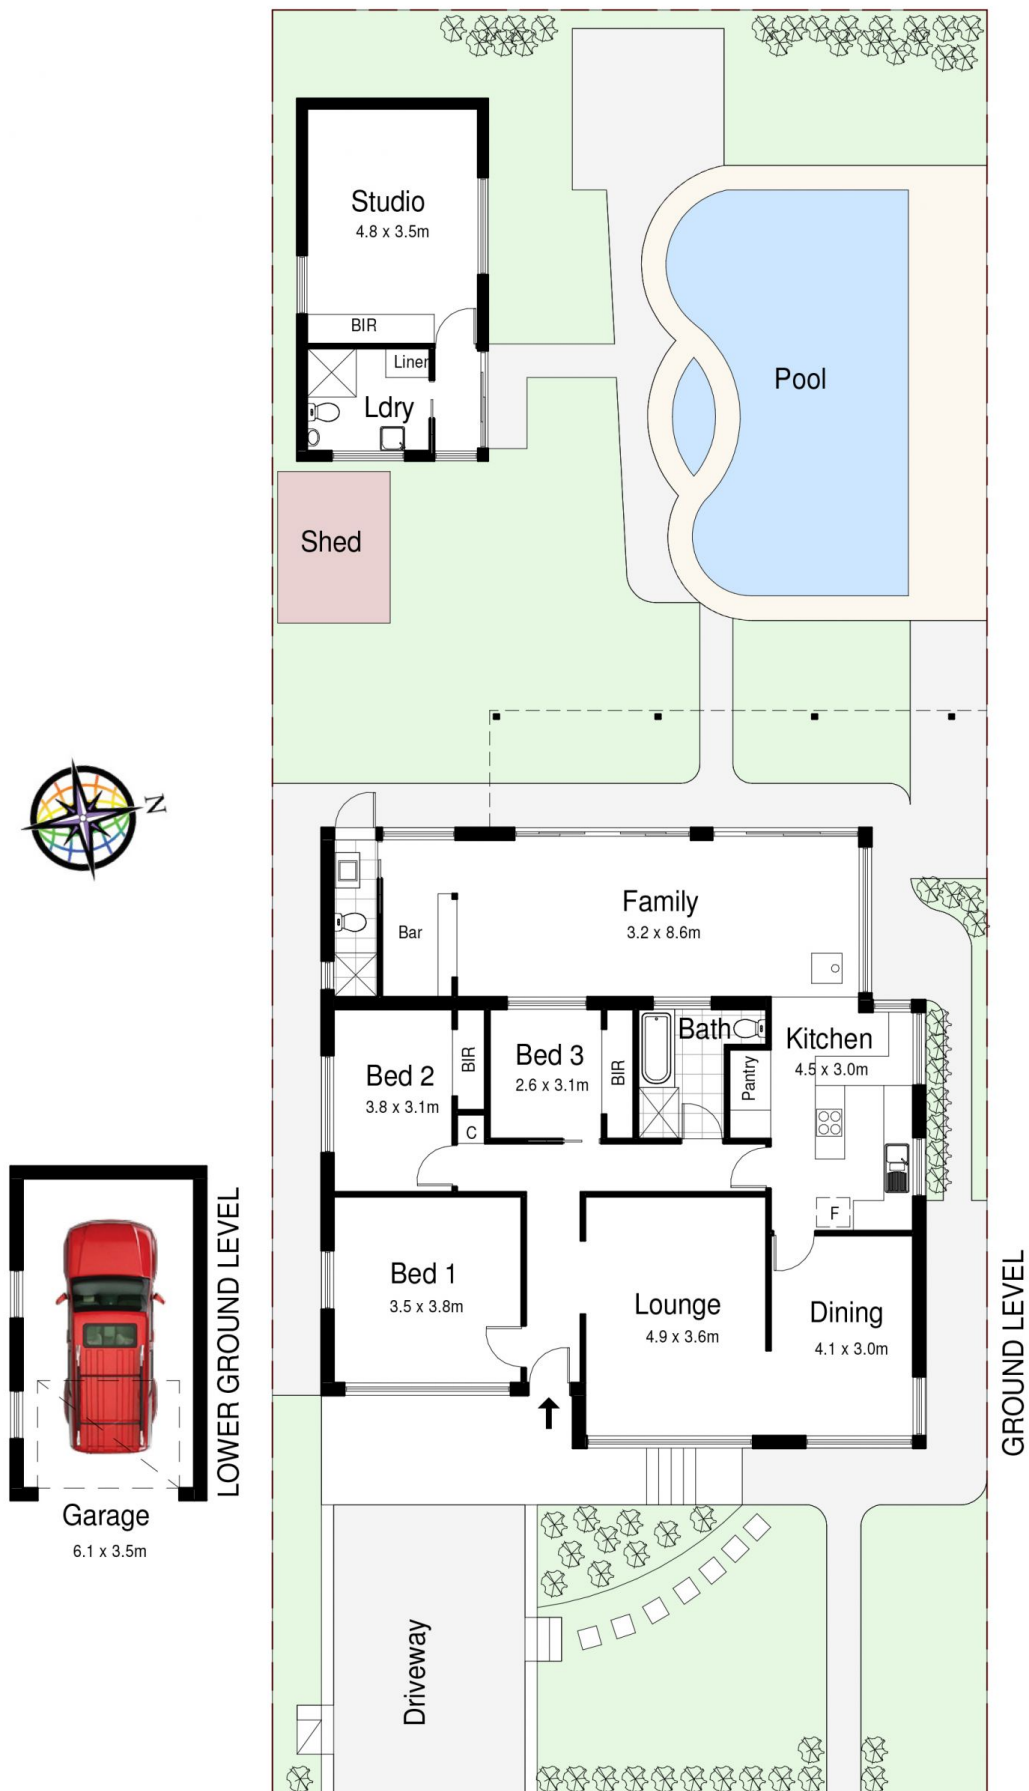 Studio
4.8 x 3.5m
BIR
Linen
Ldry
Pool
Shed
N
Family
3.2 x 8.6m
Bar
Bath
Kitchen
4.5 x 3.0m
Bed 3
2.6 x 3.1m
BIR
BIR
Bed 2
3.8 x 3.1m
Pantry
C
F
Bed 1
3.5 x 3.8m
Lounge
4.9 x 3.6m
Dining
4.1 x 3.0m
LOWER GROUND LEVEL
GROUND LEVEL
Garage
6.1 x 3.5m
Driveway